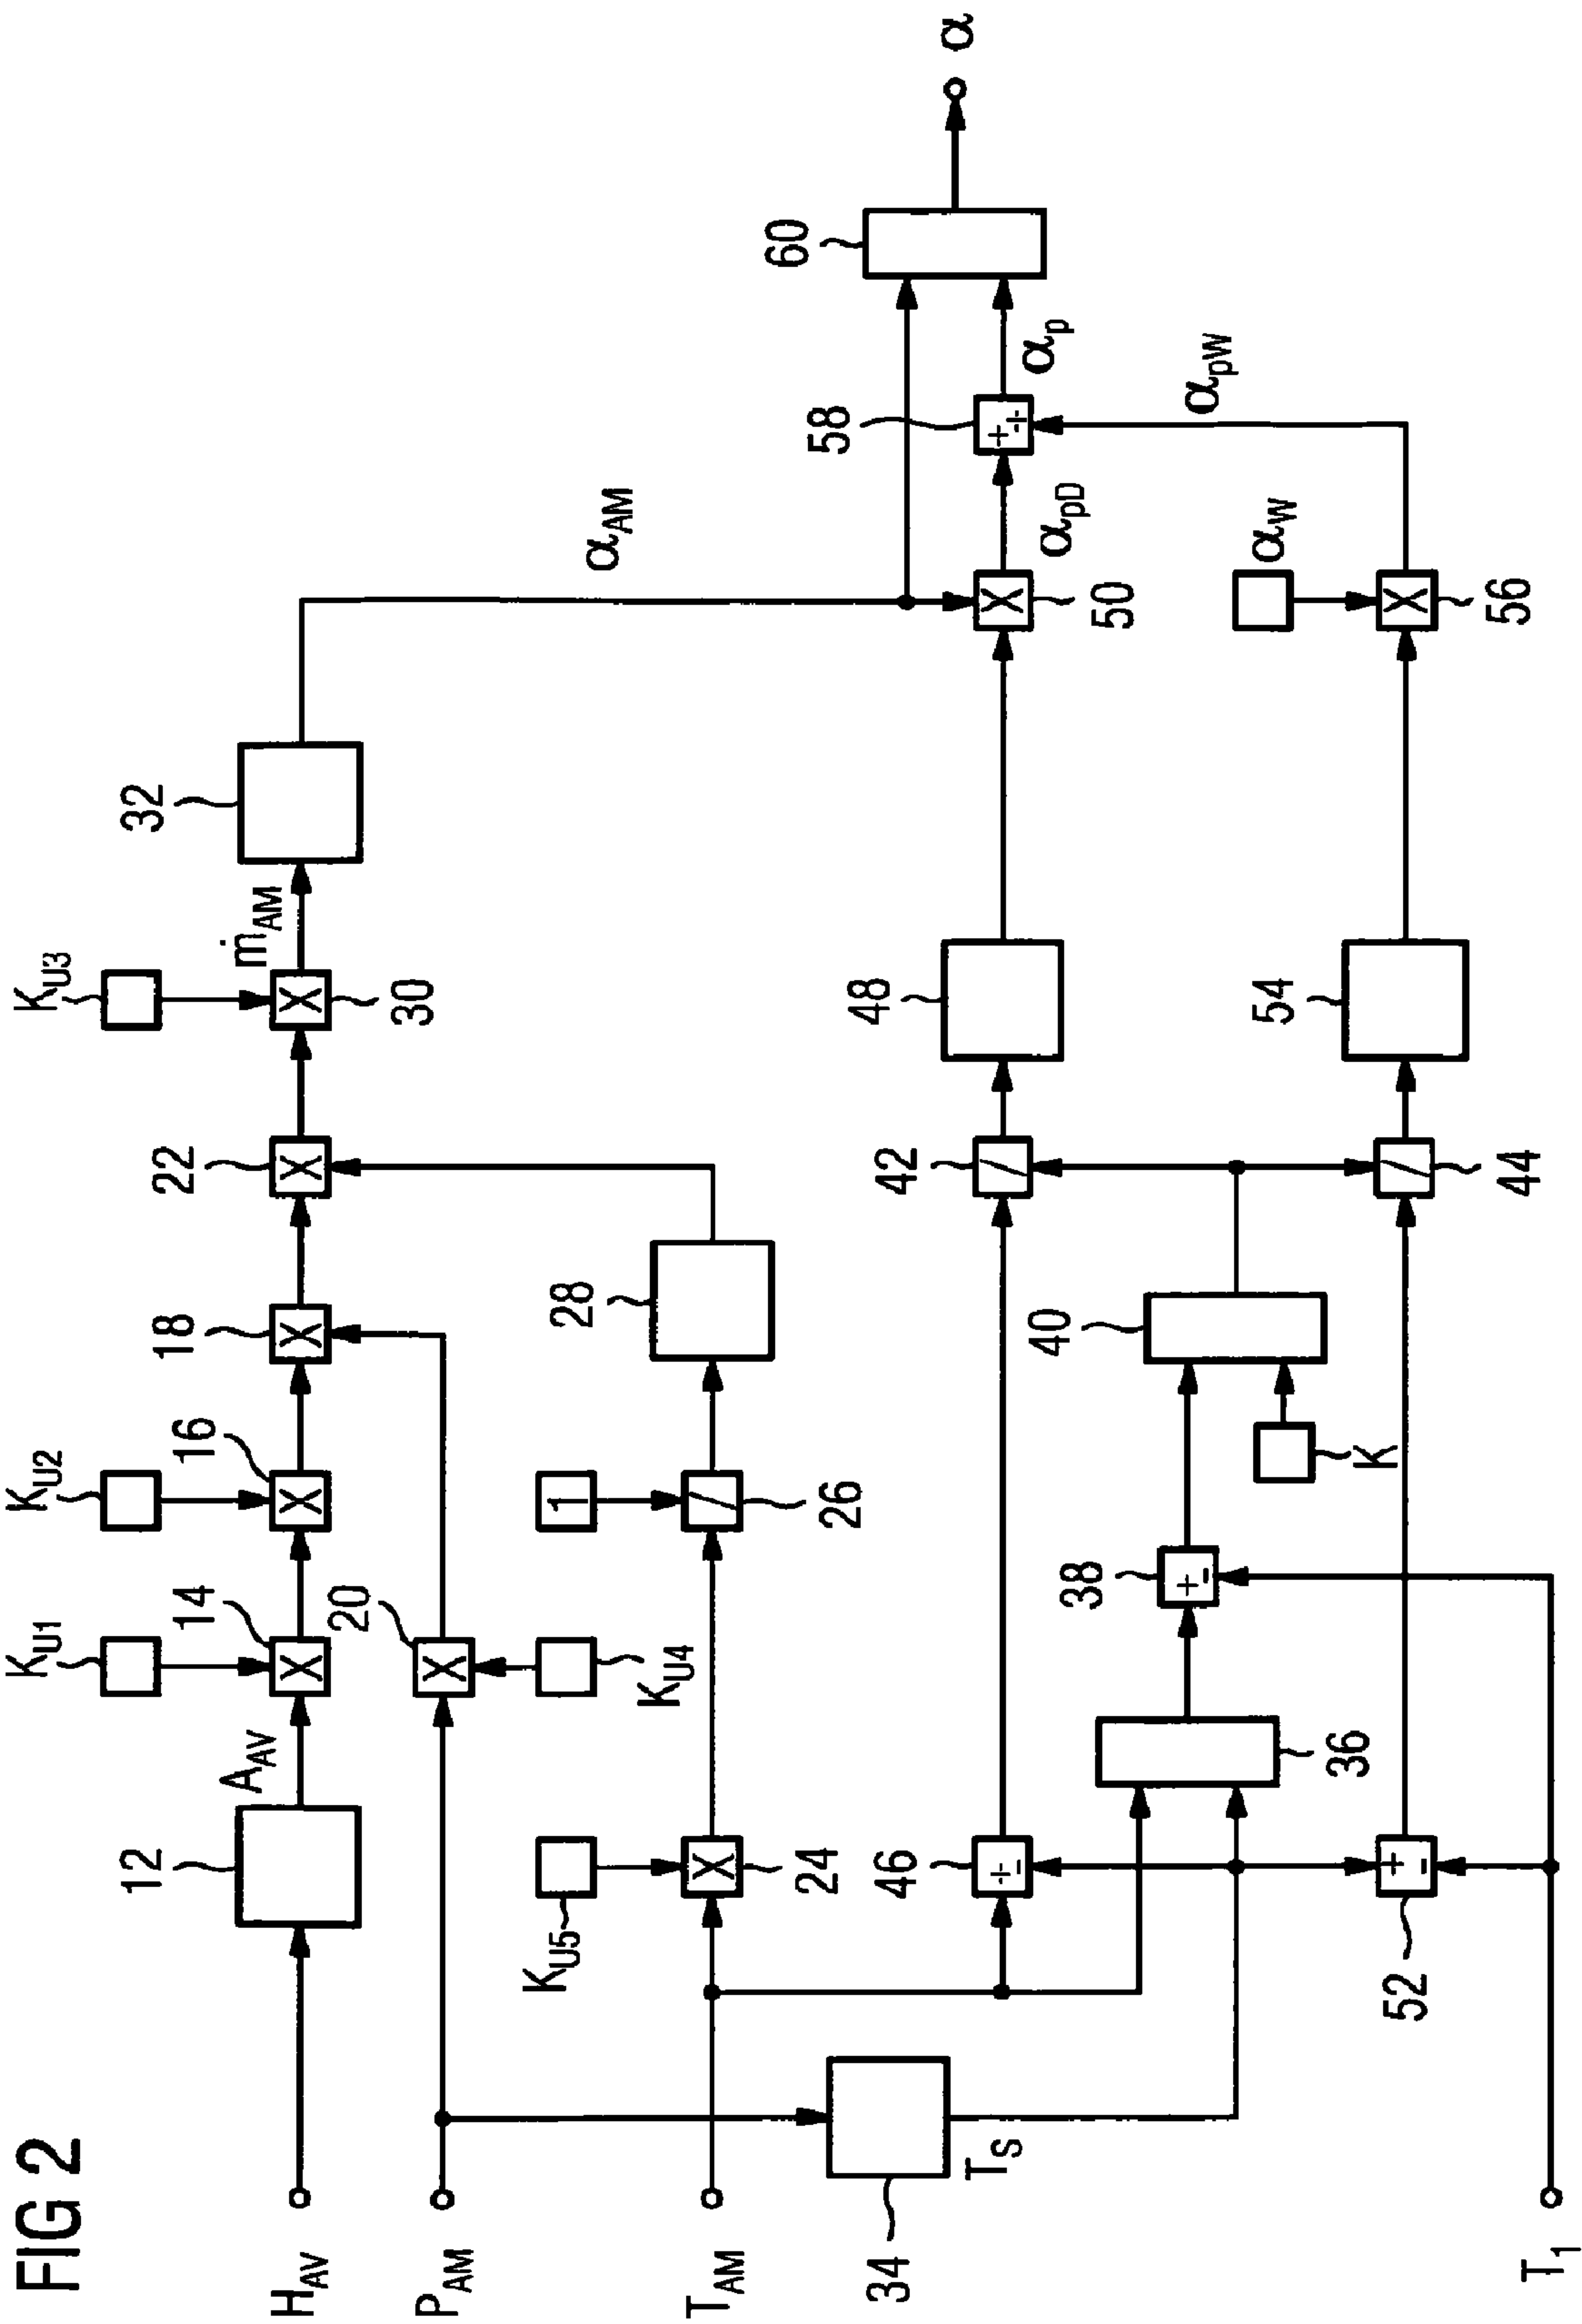 FIG 2
K_U1
K_U2
K_U3
12
A_AV
14
16
18
22
30
ṁ_AM
32
H_AV
20
P_AM
K_U4
1
28
K_U5
26
α_AM
T_AM
24
34
T_S
46
42
48
50
α_pD
58
α_p
60
α
36
38
40
K
α_W
α_pW
52
44
54
56
T_1